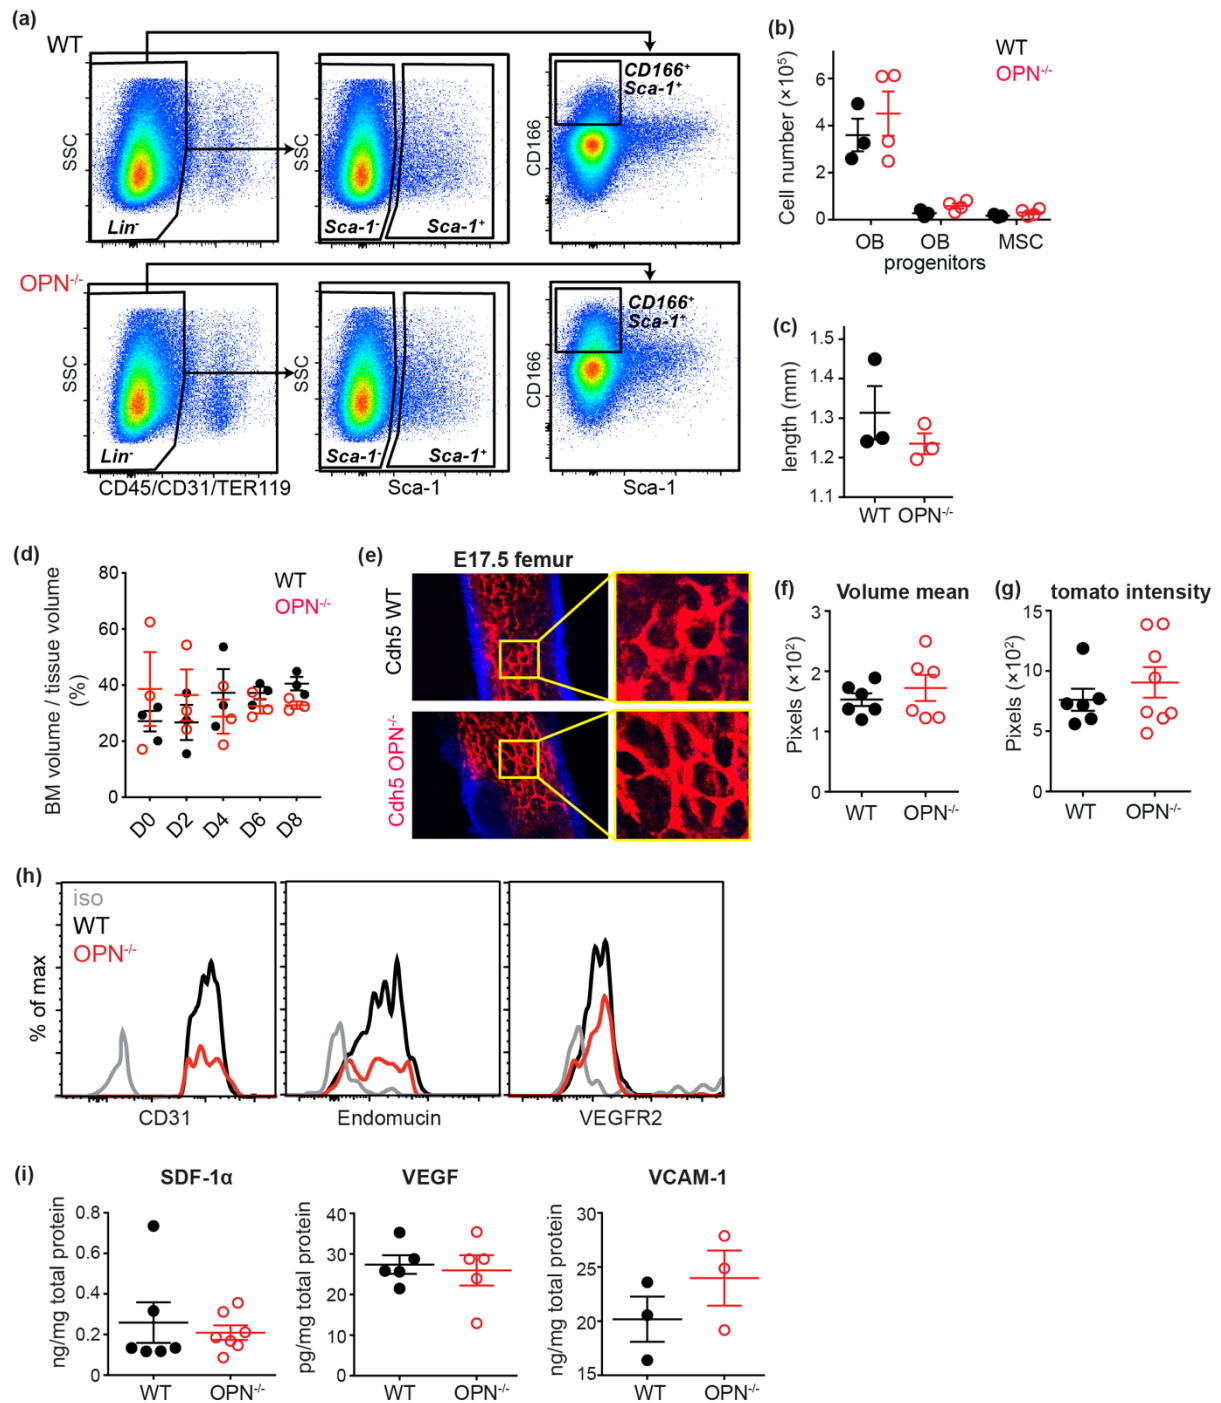 (a)
WT
SSC
Lin-
SSC
Sca-1-
Sca-1+
CD166
CD166+
Sca-1+
OPN-/-
SSC
Lin-
CD45/CD31/TER119
SSC
Sca-1-
Sca-1+
Sca-1
CD166
CD166+
Sca-1+
Sca-1
(b)
WT
OPN-/-
Cell number (×10⁵)
6
4
2
0
OB
OB
progenitors
MSC
(c)
length (mm)
1.5
1.4
1.3
1.2
1.1
WT
OPN-/-
(d)
WT
OPN-/-
BM volume / tissue volume
(%)
80
60
40
20
0
D0
D2
D4
D6
D8
(e)
E17.5 femur
Cdh5 WT
Cdh5 OPN-/-
(f)
Volume mean
Pixels (×10²)
3
2
1
0
WT
OPN-/-
(g)
tomato intensity
Pixels (×10²)
15
10
5
0
WT
OPN-/-
(h)
iso
WT
OPN-/-
% of max
CD31
Endomucin
VEGFR2
(i)
SDF-1α
ng/mg total protein
0.8
0.6
0.4
0.2
0
WT
OPN-/-
VEGF
pg/mg total protein
40
30
20
10
0
WT
OPN-/-
VCAM-1
ng/mg total protein
30
25
20
15
WT
OPN-/-